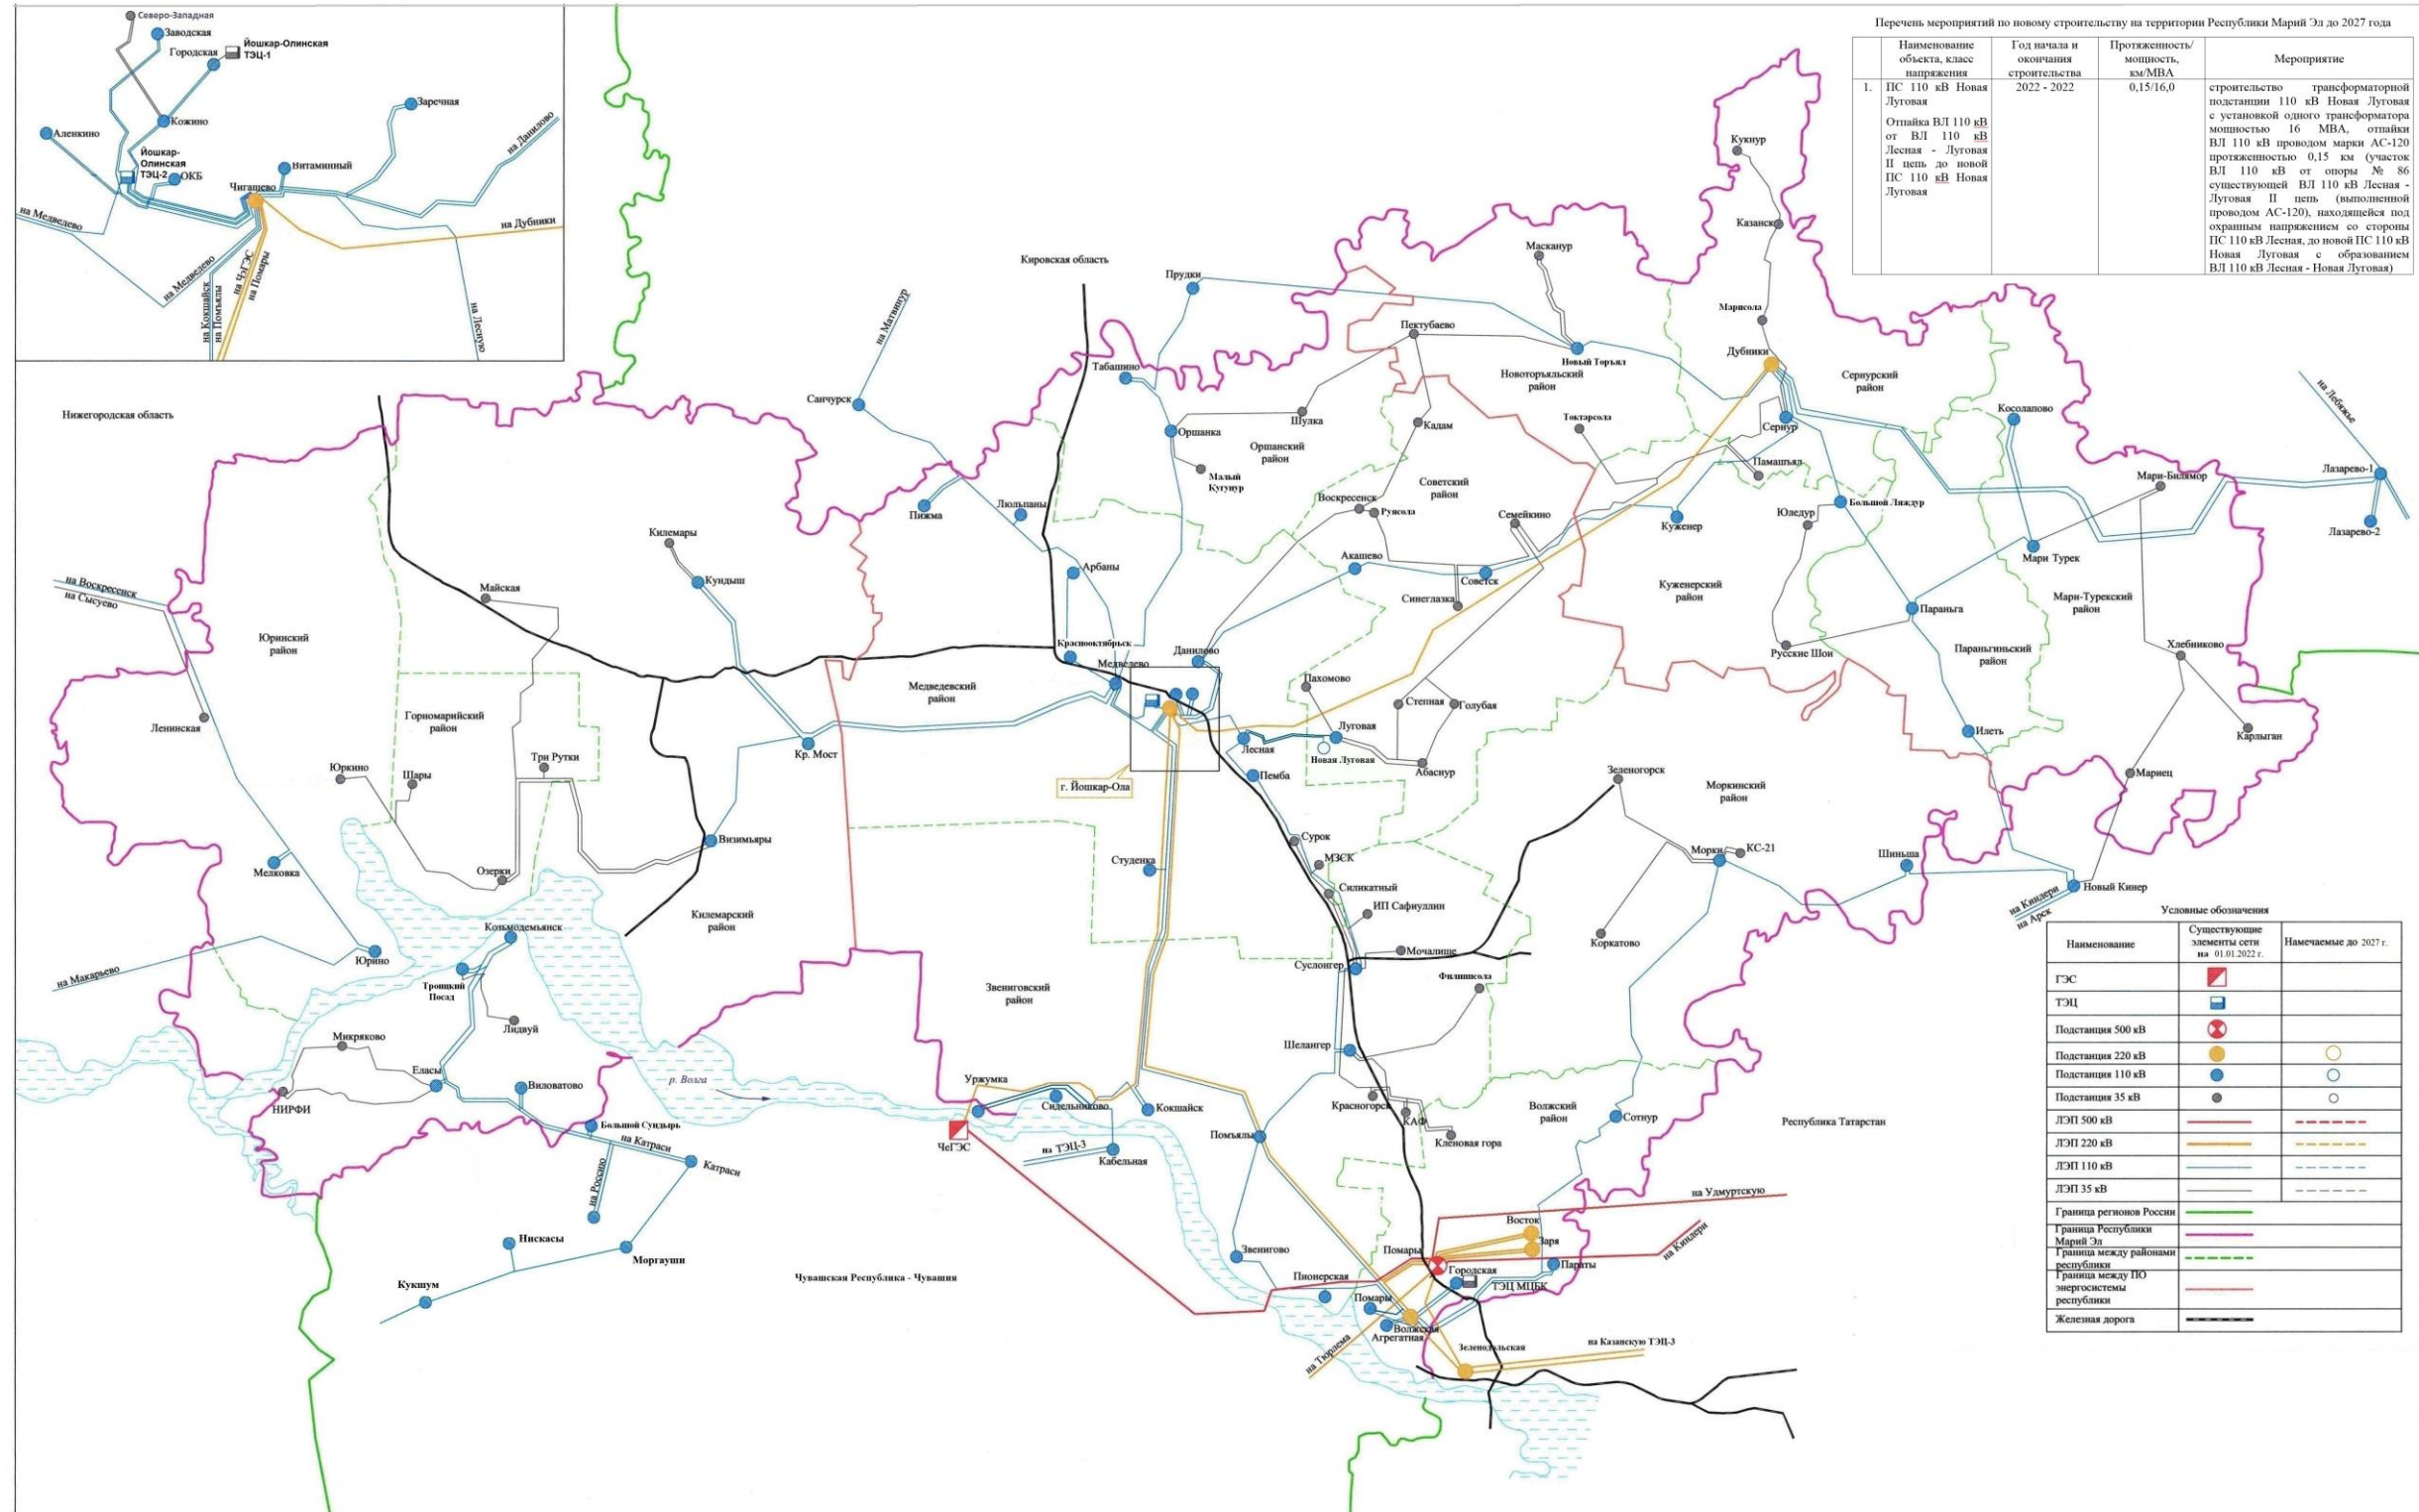 Северо-Западная
Заводская
Городская
Йошкар-Олинская
ТЭЦ-1
Заречная
Кожино
Аленкино
на Данилово
Йошкар-
Олинская
ТЭЦ-2
ОКБ
Витаминный
Чигашево
на Медведево
на Дубники
на Медведево
на ЧеГЭС
на Помары
на Кокшайск
на Помъялы
на Лесную
Перечень мероприятий по новому строительству на территории Республики Марий Эл до 2027 года
Наименование
объекта, класс
напряжения
Год начала и
окончания
строительства
Протяженность/
мощность,
км/МВА
Мероприятие
1.
ПС 110 кВ Новая
Луговая
Отпайка ВЛ 110 кВ
от ВЛ 110 кВ
Лесная - Луговая
II цепь до новой
ПС 110 кВ Новая
Луговая
2022 - 2022
0,15/16,0
строительство трансформаторной
подстанции 110 кВ Новая Луговая
с установкой одного трансформатора
мощностью 16 МВА, отпайки
ВЛ 110 кВ проводом марки АС-120
протяженностью 0,15 км (участок
ВЛ 110 кВ от опоры № 86
существующей ВЛ 110 кВ Лесная -
Луговая II цепь (выполненной
проводом АС-120), находящейся под
охранным напряжением со стороны
ПС 110 кВ Лесная, до новой ПС 110 кВ
Новая Луговая с образованием
ВЛ 110 кВ Лесная - Новая Луговая)
Кукнур
Казанск
Марисола
Масканур
Кировская область
Прудки
на Матвинур
Пектубаево
Новый Торъял
Новоторъяльский
район
Дубники
Сернурский
район
Табашино
Санчурск
Нижегородская область
Оршанка
Шулка
Оршанский
район
Кадам
Токтарсола
Сернур
Косолапово
на Лебяжье
Малый
Кугунур
Памашъял
Мари-Билямор
Лазарево-1
Лазарево-2
Пижма
Люльпаны
Воскресенск
Руясола
Советский
район
Семейкино
Куженер
Юледур
Большой Ляждур
Килемары
Кундыш
Майская
Арбаны
Акашево
Советск
Синеглазка
Мари Турек
Куженерский
район
Мари-Турекский
район
Параньга
на Воскресенск
на Сысуево
Юринский
район
Краснооктябрьск
Медведево
Данилово
Русские Шои
Параньгинский
район
Хлебниково
Ленинская
Горномарийский
район
Медведевский
район
Пахомово
Степная
Голубая
Луговая
Лесная
Новая Луговая
Абаснур
Илеть
Карлыган
Юркино
Шары
Три Рутки
Кр. Мост
г. Йошкар-Ола
Пемба
Зеленогорск
Моркинский
район
Мариец
Мелковка
Озерки
Визимьяры
Студенка
Сурок
МЗСК
Силикатный
ИП Сафиуллин
Морки
КС-21
Шиньша
Новый Кинер
на Киндери
на Арск
Килемарский
район
Козьмодемьянск
Юрино
на Макарьево
Троицкий
Посад
Звениговский
район
Мочалище
Суслонгер
Филиппсола
Коркатово
Микряково
Лидвуй
Шелангер
Еласы
НИРФИ
Виловатово
р. Волга
Уржумка
Сидельниково
Кокшайск
Красногорск
КАФ
Кленовая гора
Волжский
район
Сотнур
Республика Татарстан
Большой Сундырь
на Катраси
Катраси
на Россию
ЧеГЭС
на ТЭЦ-3
Кабельная
Помъялы
на Удмуртскую
Нискасы
Моргауши
Кукшум
Чувашская Республика - Чувашия
Звенигово
Пионерская
Помары
Восток
Заря
на Киндери
Городская
Параты
ТЭЦ МЦБК
Помары
Волжская
Агрегатная
на Тюрлема
Зеленодольская
на Казанскую ТЭЦ-3
Условные обозначения
Наименование
Существующие
элементы сети
на 01.01.2022 г.
Намечаемые до 2027 г.
ГЭС
ТЭЦ
Подстанция 500 кВ
Подстанция 220 кВ
Подстанция 110 кВ
Подстанция 35 кВ
ЛЭП 500 кВ
ЛЭП 220 кВ
ЛЭП 110 кВ
ЛЭП 35 кВ
Граница регионов России
Граница Республики
Марий Эл
Граница между районами
республики
Граница между ПО
энергосистемы
республики
Железная дорога